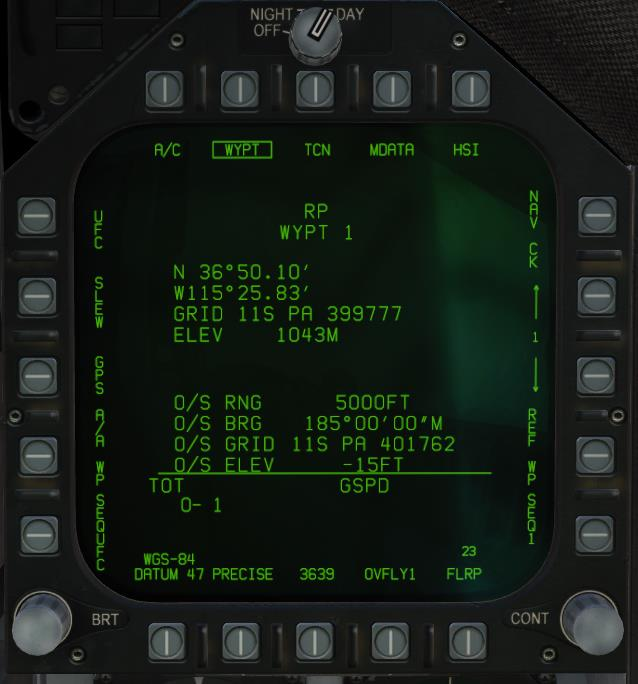 NIGHT DAY
OFF
A/C WYPT TCN MDATA HSI
RP
WYPT 1
N 36°50.10′
W115°25.83′
GRID 11S PA 399777
ELEV 1043M
O/S RNG 5000FT
O/S BRG 185°00′00″M
O/S GRID 11S PA 401762
O/S ELEV -15FT
TOT GSPD
0- 1
UFC
SLEW
GPS
A/A WP
SEQUFC
NAV CK
1
REF WP
SEQ1
23
WGS-84
DATUM 47 PRECISE 3639 OVFLY1 FLRP
BRT
CONT